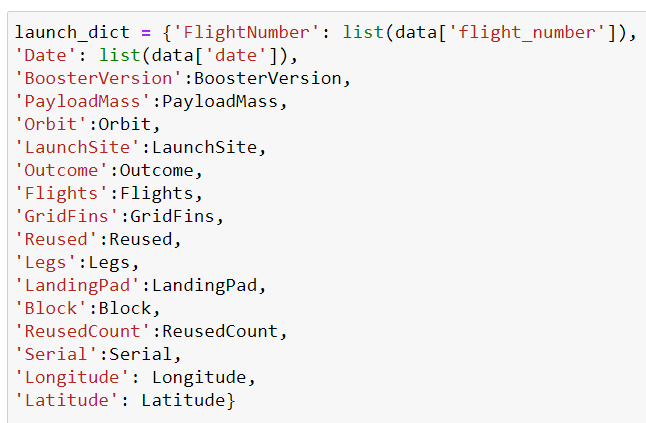 launch_dict = {'FlightNumber': list(data['flight_number']),
'Date': list(data['date']),
'BoosterVersion':BoosterVersion,
'PayloadMass':PayloadMass,
'Orbit':Orbit,
'LaunchSite':LaunchSite,
'Outcome':Outcome,
'Flights':Flights,
'GridFins':GridFins,
'Reused':Reused,
'Legs':Legs,
'LandingPad':LandingPad,
'Block':Block,
'ReusedCount':ReusedCount,
'Serial':Serial,
'Longitude': Longitude,
'Latitude': Latitude}